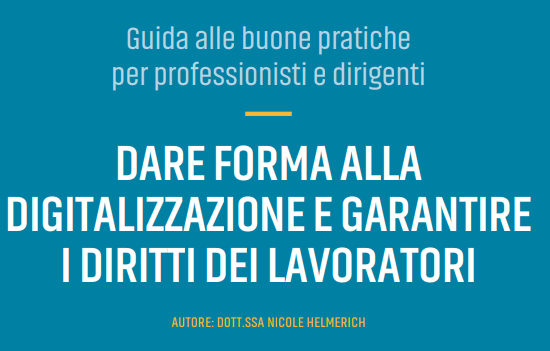 Guida alle buone pratiche
per professionisti e dirigenti
DARE FORMA ALLA
DIGITALIZZAZIONE E GARANTIRE
I DIRITTI DEI LAVORATORI
AUTORE: DOTT.SSA NICOLE HELMERICH